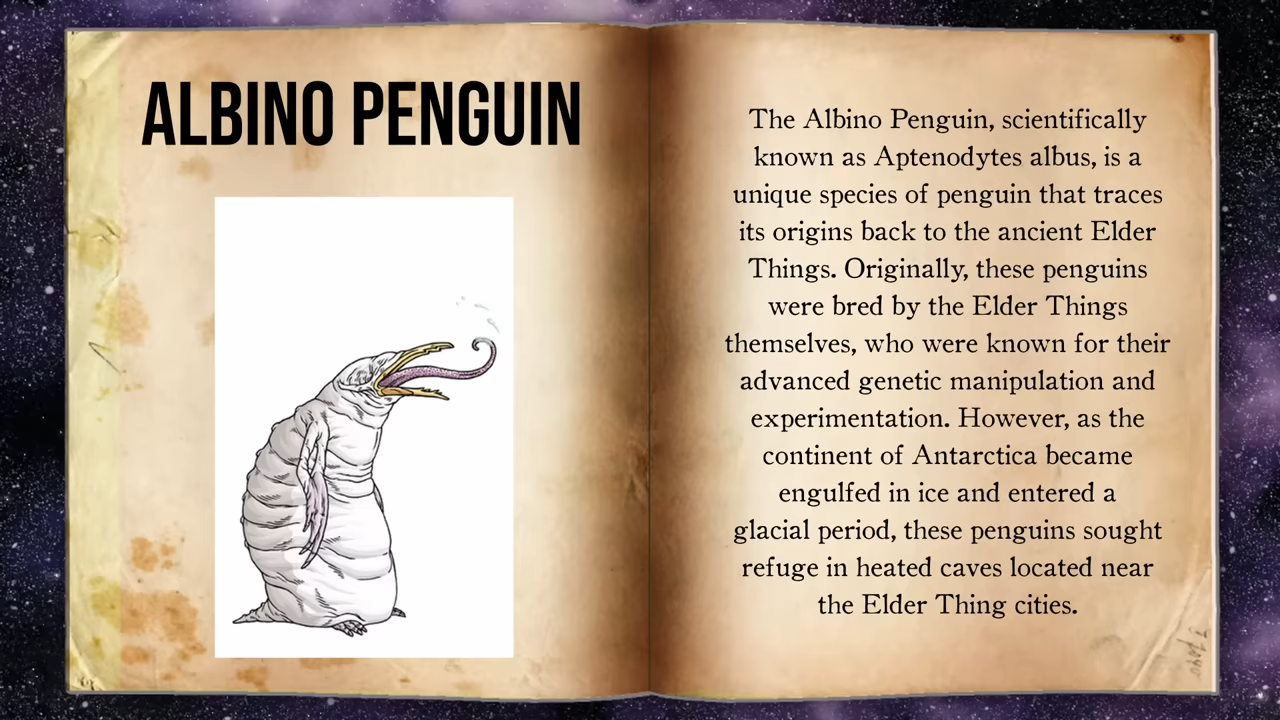 ALBINO PENGUIN
The Albino Penguin, scientifically
known as Aptenodytes albus, is a
unique species of penguin that traces
its origins back to the ancient Elder
Things. Originally, these penguins
were bred by the Elder Things
themselves, who were known for their
advanced genetic manipulation and
experimentation. However, as the
continent of Antarctica became
engulfed in ice and entered a
glacial period, these penguins sought
refuge in heated caves located near
the Elder Thing cities.